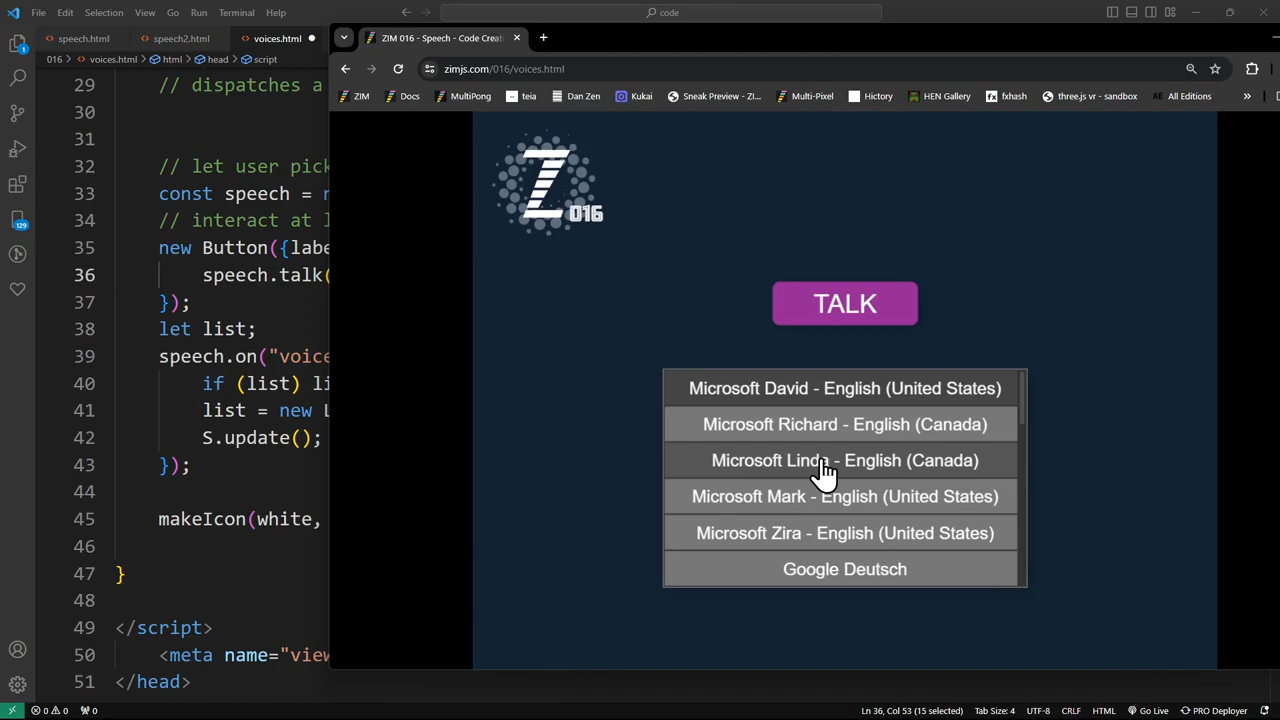 File Edit Selection View Go Run Terminal Help
code
speech.html
speech2.html
voices.html
016 > voices.html > html > head > script
29 // dispatches a
30
31
32 // let user pick
33 const speech = n
34 // interact at l
35 new Button({labe
36 speech.talk(
37 });
38 let list;
39 speech.on("voice
40 if (list) li
41 list = new L
42 S.update();
43 });
44
45 makeIcon(white,
46
47 }
48
49 </script>
50 <meta name="view
51 </head>
1
129
ZIM 016 - Speech - Code Creati
zimjs.com/016/voices.html
ZIM Docs MultiPong teia Dan Zen Kukai Sneak Preview - ZI... Multi-Pixel Hictory HEN Gallery fx fxhash three.js vr - sandbox AE All Editions »
Z 016
TALK
Microsoft David - English (United States)
Microsoft Richard - English (Canada)
Microsoft Linda - English (Canada)
Microsoft Mark - English (United States)
Microsoft Zira - English (United States)
Google Deutsch
0 0 0 Ln 36, Col 53 (15 selected) Tab Size: 4 UTF-8 CRLF HTML Go Live PRO Deployer